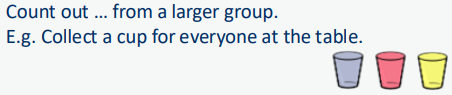 Count out ... from a larger group.
E.g. Collect a cup for everyone at the table.